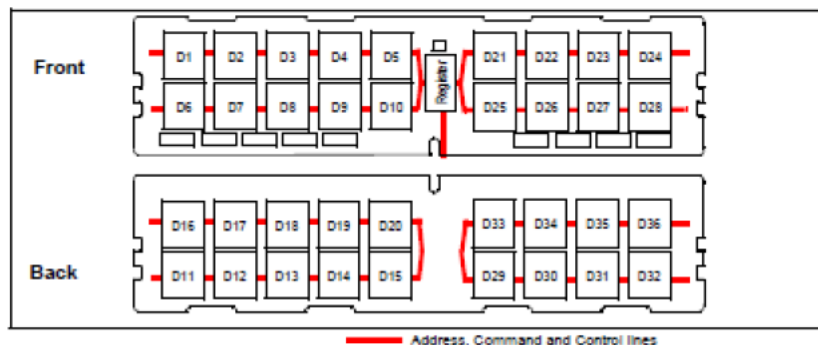 D1 D2 D3 D4 D5 D21 D22 D23 D24
Front
Register
D6 D7 D8 D9 D10 D25 D26 D27 D28
D16 D17 D18 D19 D20 D33 D34 D35 D36
Back
D11 D12 D13 D14 D15 D29 D30 D31 D32
Address, Command and Control lines